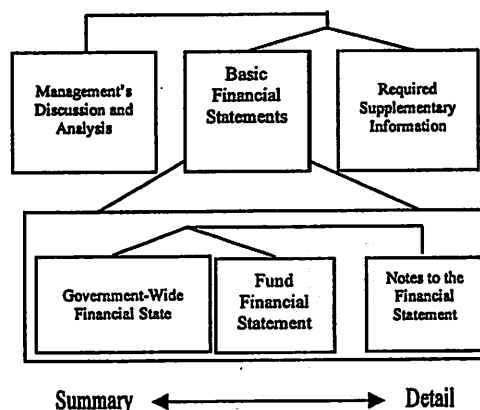 Management's
Discussion and
Analysis
Basic
Financial
Statements
Required
Supplementary
Information
Government-Wide
Financial State
Fund
Financial
Statement
Notes to the
Financial
Statement
Summary
Detail